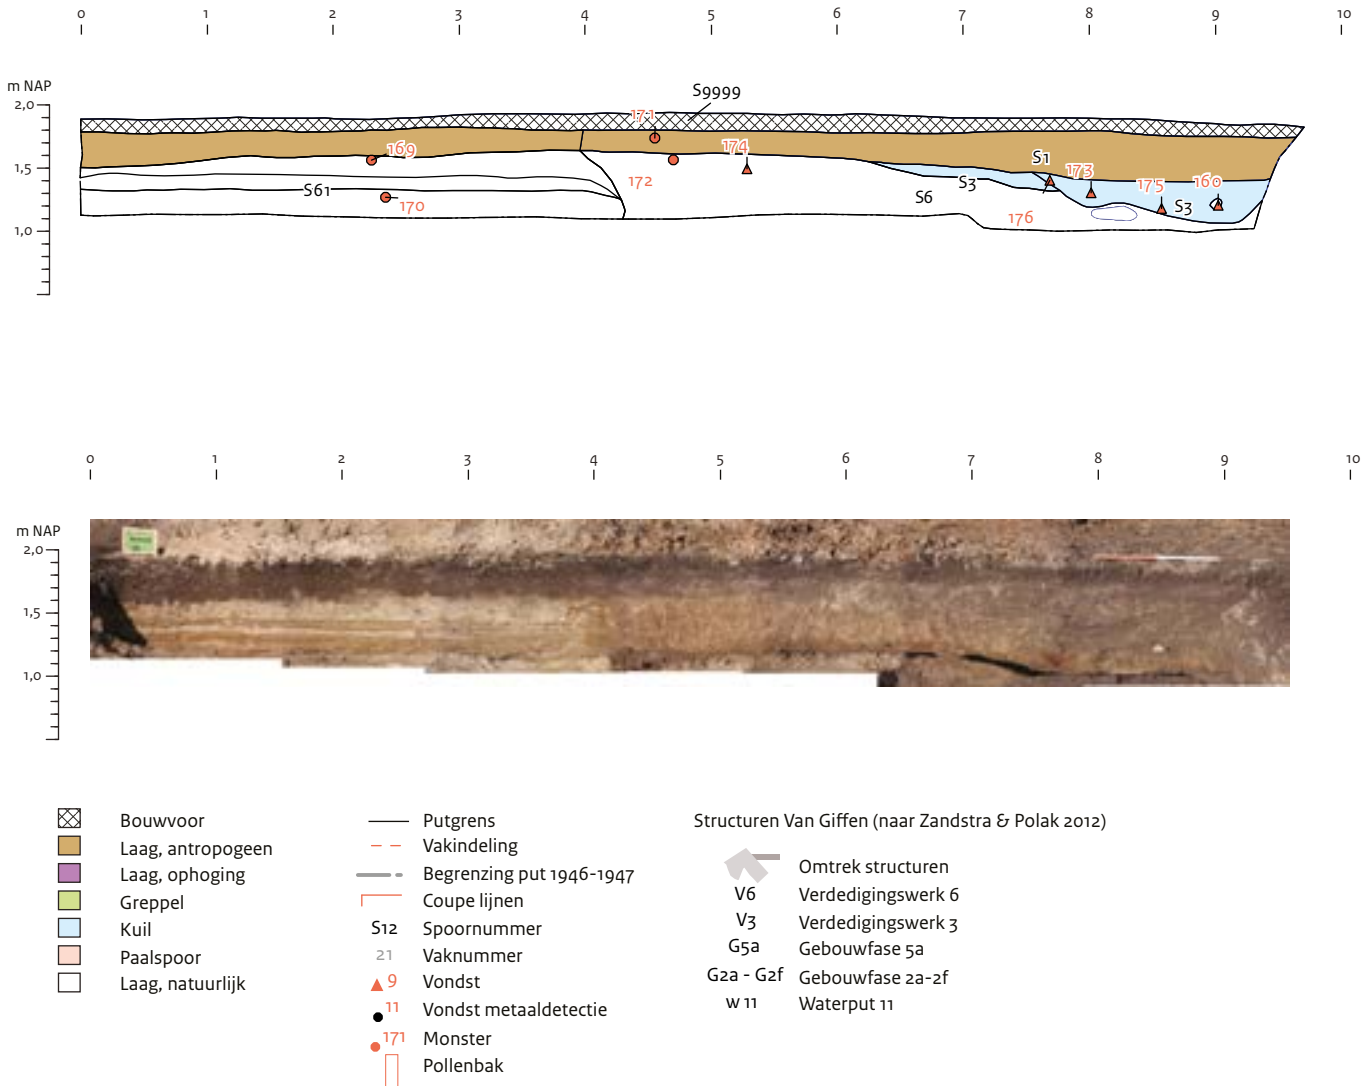 0 1 2 3 4 5 6 7 8 9 10
m NAP
2,0
1,5
1,0
S9999
171
169
174
172
S61
170
S1
173
S3
S6
175
160
S3
176
0 1 2 3 4 5 6 7 8 9 10
m NAP
2,0
1,5
1,0
Bouwvoor
Laag, antropogeen
Laag, ophoging
Greppel
Kuil
Paalspoor
Laag, natuurlijk
Putgrens
Vakindeling
Begrenzing put 1946-1947
Coupe lijnen
S12 Spoornummer
21 Vaknummer
9 Vondst
11 Vondst metaaldetectie
171 Monster
Pollenbak
Structuren Van Giffen (naar Zandstra & Polak 2012)
Omtrek structuren
V6 Verdedigingswerk 6
V3 Verdedigingswerk 3
G5a Gebouwfase 5a
G2a - G2f Gebouwfase 2a-2f
w 11 Waterput 11